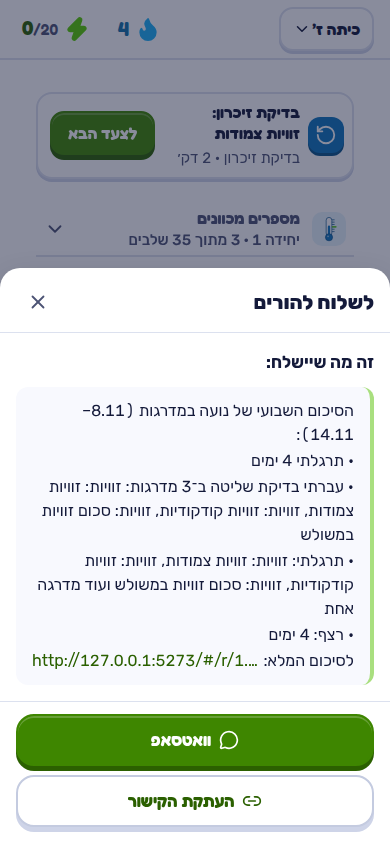 כיתה ז׳
4
0/20
בדיקת זיכרון:
זוויות צמודות
בדיקת זיכרון • 2 דק׳
לצעד הבא
מספרים מכוונים
יחידה 1 • 3 מתוך 35 שלבים
לשלוח להורים
זה מה שיישלח:
הסיכום השבועי של נועה במדרגות (8.11–
14.11):
• תרגלתי 4 ימים
• עברתי בדיקת שליטה ב־3 מדרגות: זוויות: זוויות
צמודות, זוויות: זוויות קודקודיות, זוויות: סכום זוויות
במשולש
• תרגלתי: זוויות: זוויות צמודות, זוויות: זוויות
קודקודיות, זוויות: סכום זוויות במשולש ועוד מדרגה
אחת
• רצף: 4 ימים
לסיכום המלא: http://127.0.0.1:5273/#/r/1.…
וואטסאפ
העתקת הקישור